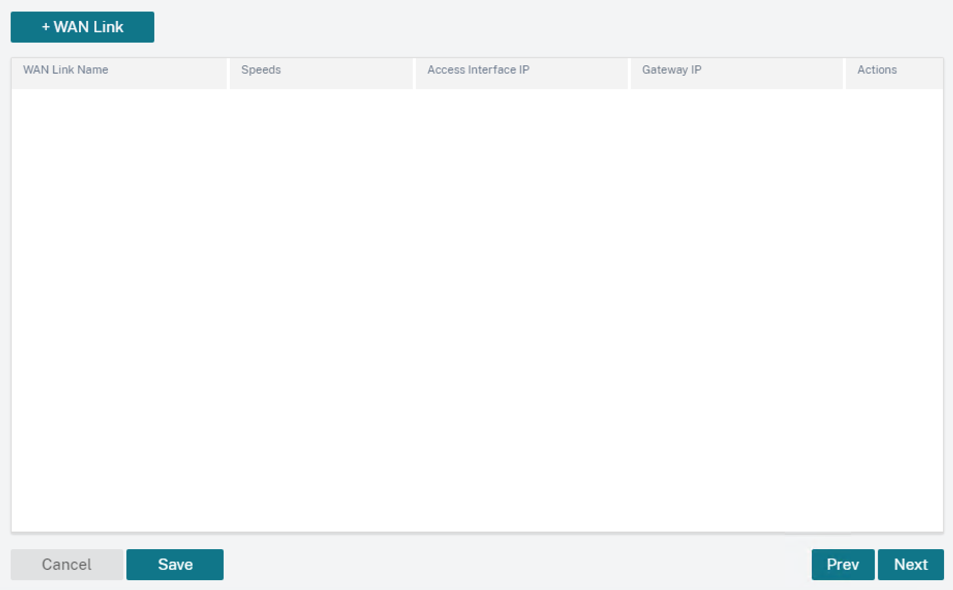 + WAN Link
WAN Link Name Speeds Access Interface IP Gateway IP Actions
Cancel Save Prev Next